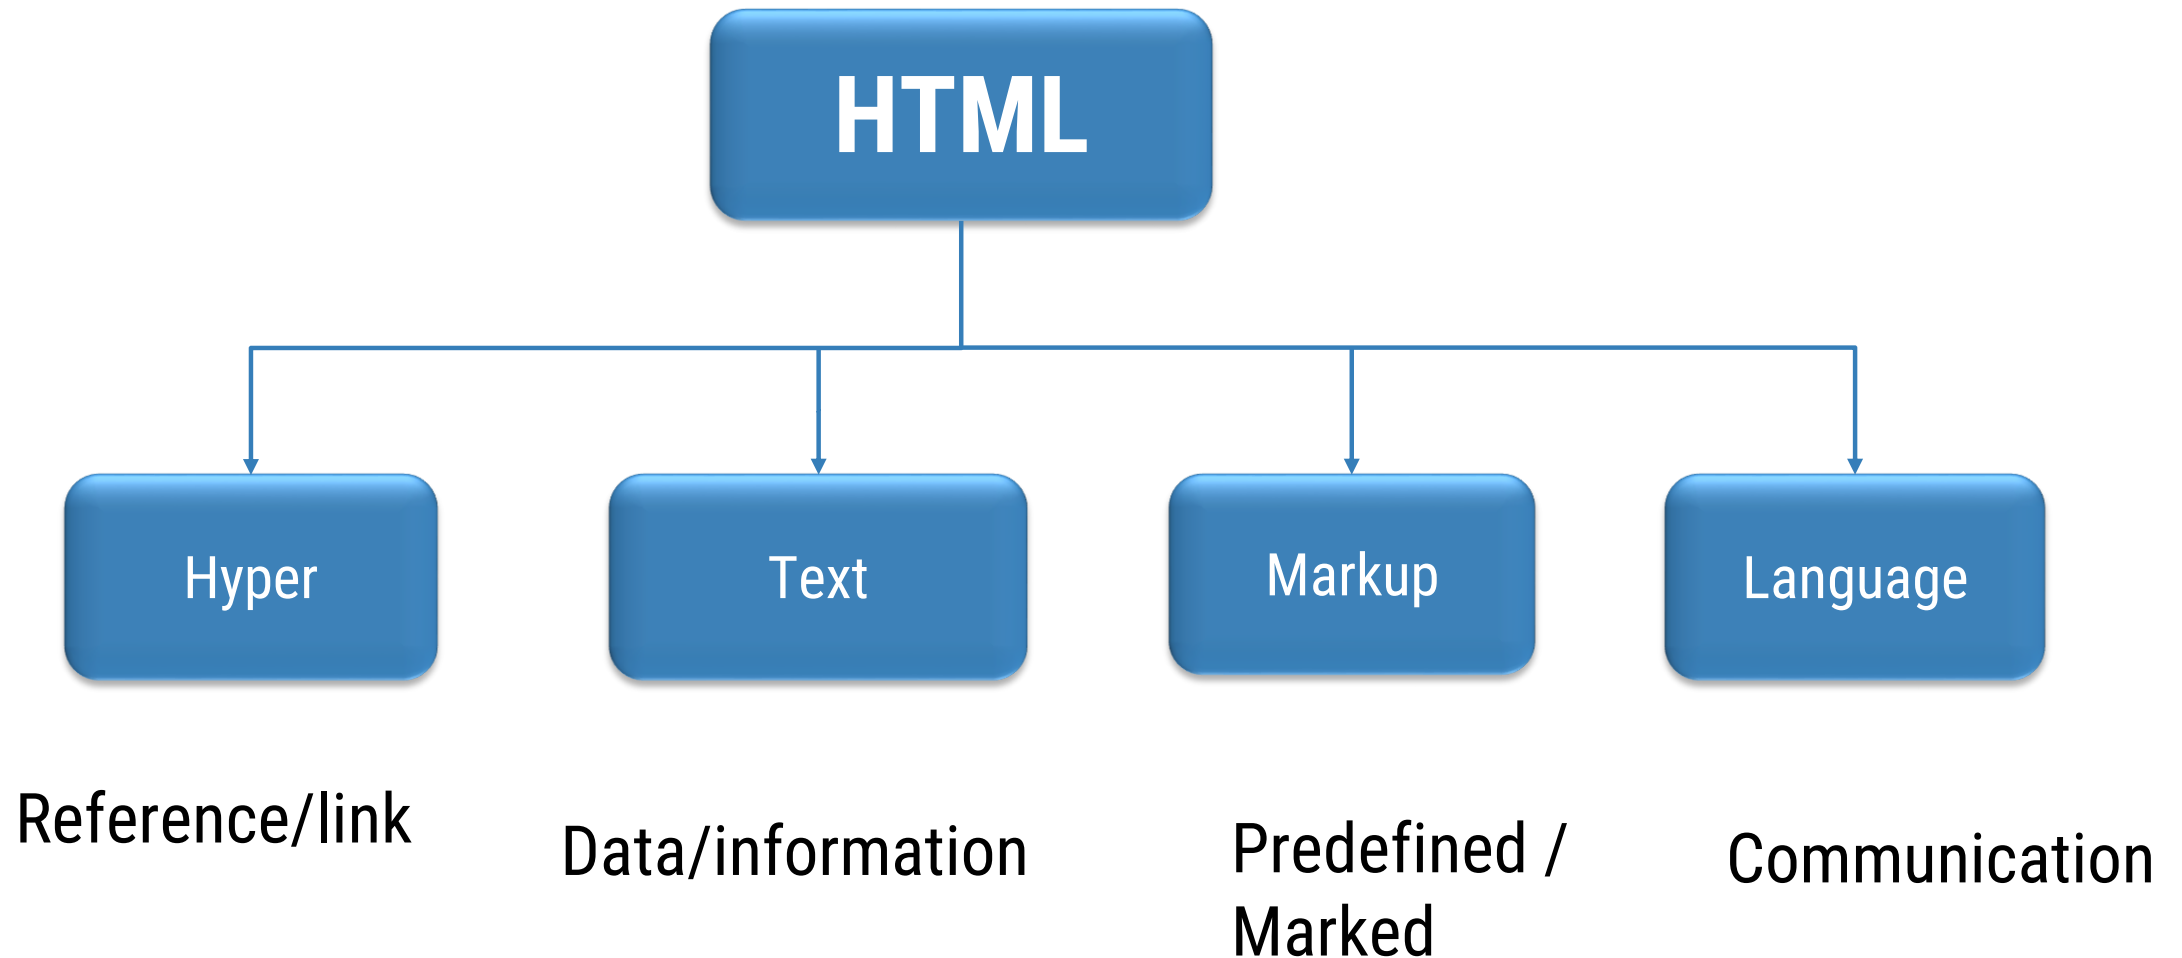 HTML
Hyper
Text
Markup
Language
Reference/link
Data/information
Predefined /
Marked
Communication